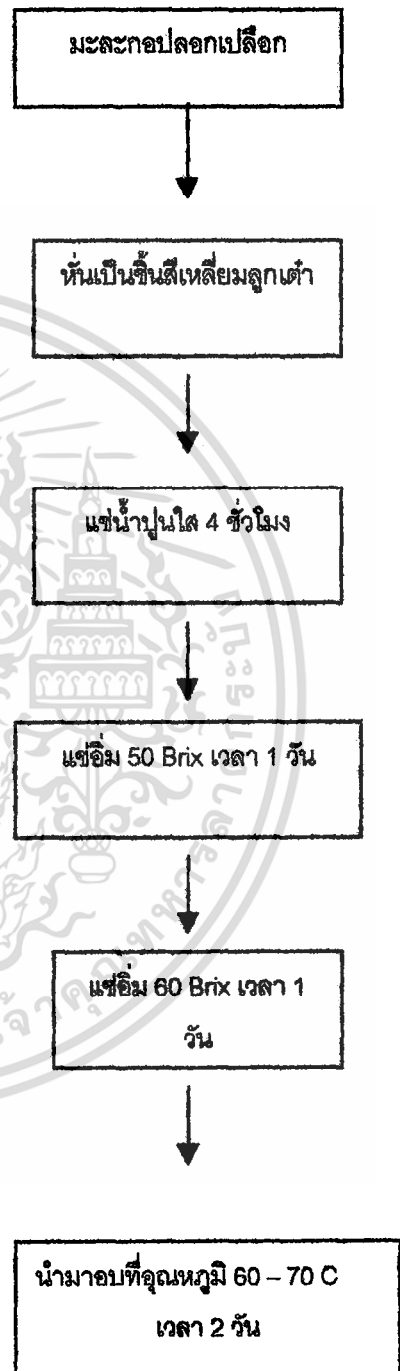 มะละกอปลอกเปลือก
หั่นเป็นชิ้นสี่เหลี่ยมลูกเต๋า
แช่น้ำปูนใส 4 ชั่วโมง
แช่อิ่ม 50 Brix เวลา 1 วัน
แช่อิ่ม 60 Brix เวลา 1
วัน
นำมาอบที่อุณหภูมิ 60 – 70 C
เวลา 2 วัน